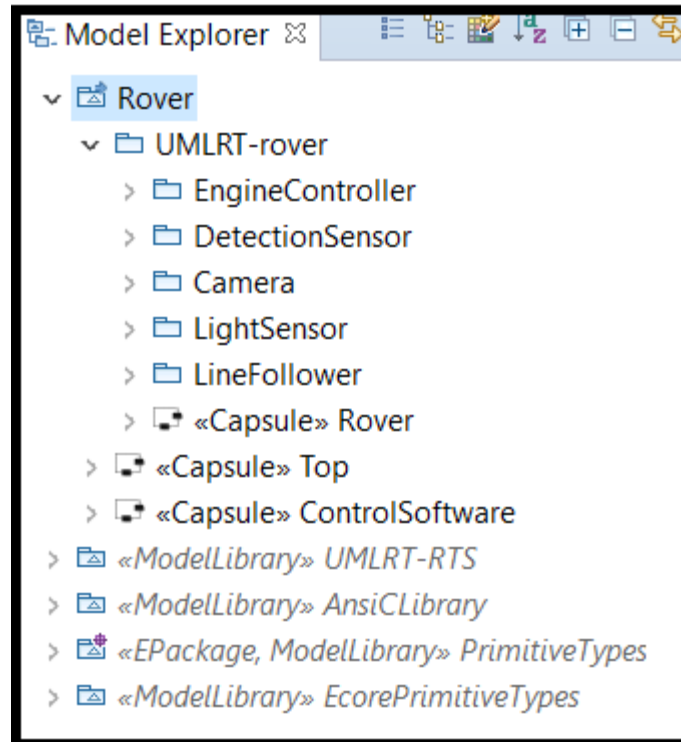 Model Explorer
Rover
UMLRT-rover
EngineController
DetectionSensor
Camera
LightSensor
LineFollower
«Capsule» Rover
«Capsule» Top
«Capsule» ControlSoftware
«ModelLibrary» UMLRT-RTS
«ModelLibrary» AnsiCLibrary
«EPackage, ModelLibrary» PrimitiveTypes
«ModelLibrary» EcorePrimitiveTypes